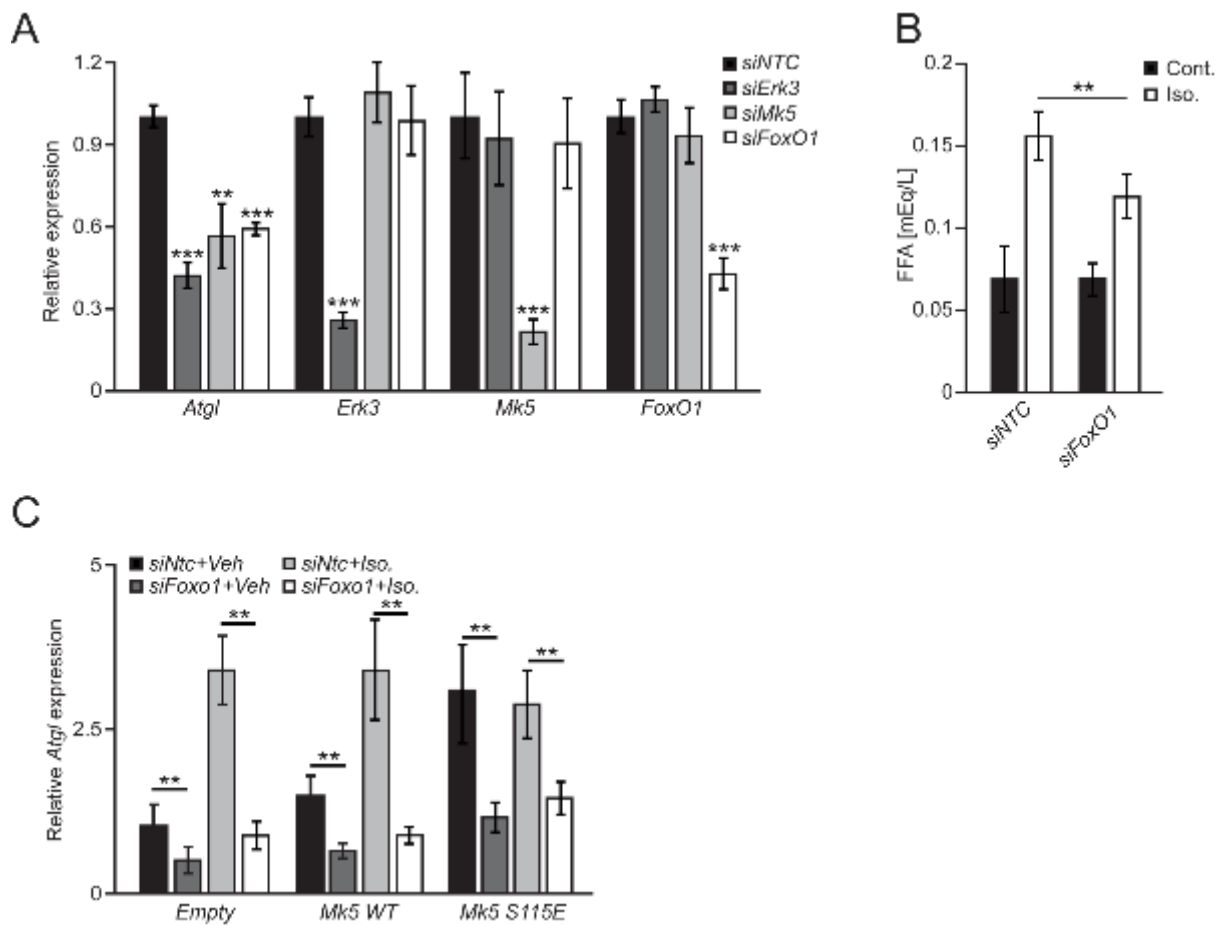 A
Relative expression
1.2
0.9
0.6
0.3
0
siNTC
siErk3
siMk5
siFoxO1
***
**
***
***
***
***
Atgl
Erk3
Mk5
FoxO1
B
FFA [mEq/L]
0.2
0.15
0.1
0.05
0
Cont.
Iso.
**
siNTC
siFoxO1
C
Relative Atgl expression
5
2.5
0
siNtc+Veh
siNtc+Iso.
siFoxo1+Veh
siFoxo1+Iso.
**
**
**
**
**
**
Empty
Mk5 WT
Mk5 S115E